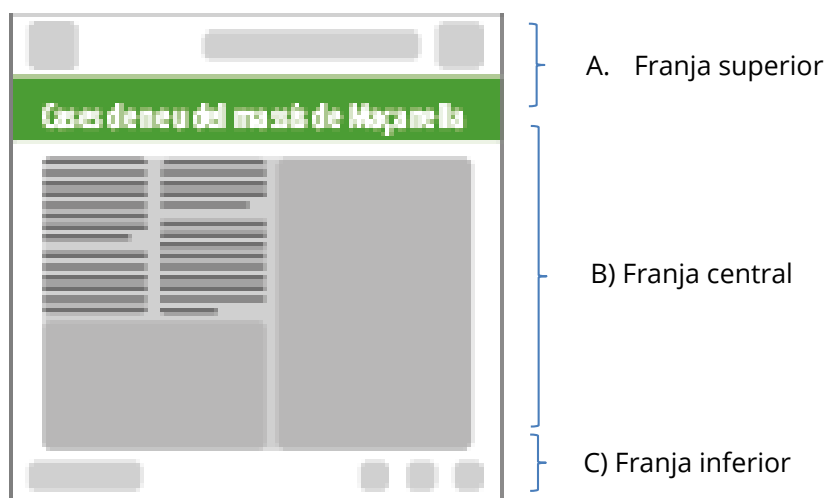 A. Franja superior
Cases de neu del massís de Maçanella
B) Franja central
C) Franja inferior